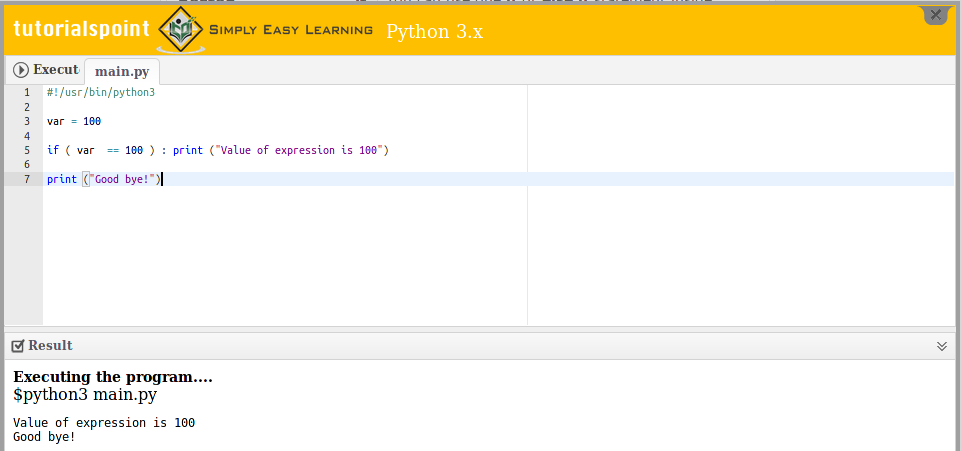 tutorialspoint SIMPLY EASY LEARNING Python 3.x
Execut main.py
1 #!/usr/bin/python3
2
3 var = 100
4
5 if ( var  == 100 ) : print ("Value of expression is 100")
6
7 print ("Good bye!")
Result
Executing the program....
$python3 main.py
Value of expression is 100
Good bye!